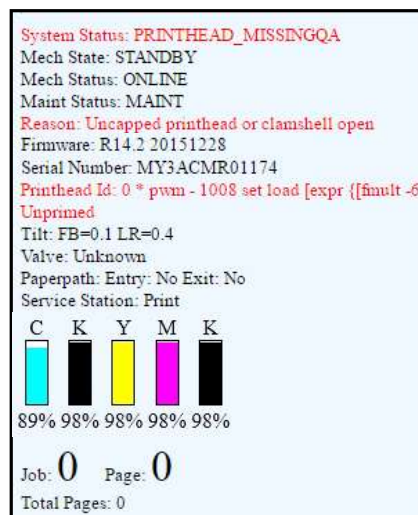 System Status: PRINTHEAD_MISSINGQA
Mech State: STANDBY
Mech Status: ONLINE
Maint Status: MAINT
Reason: Uncapped printhead or clamshell open
Firmware: R14.2 20151228
Serial Number: MY3ACMR01174
Printhead Id: 0 * pwm - 1008 set load [expr {[fmult -6
Unprimed
Tilt: FB=0.1 LR=0.4
Valve: Unknown
Paperpath: Entry: No Exit: No
Service Station: Print
C K Y M K
89% 98% 98% 98% 98%
Job: 0 Page: 0
Total Pages: 0